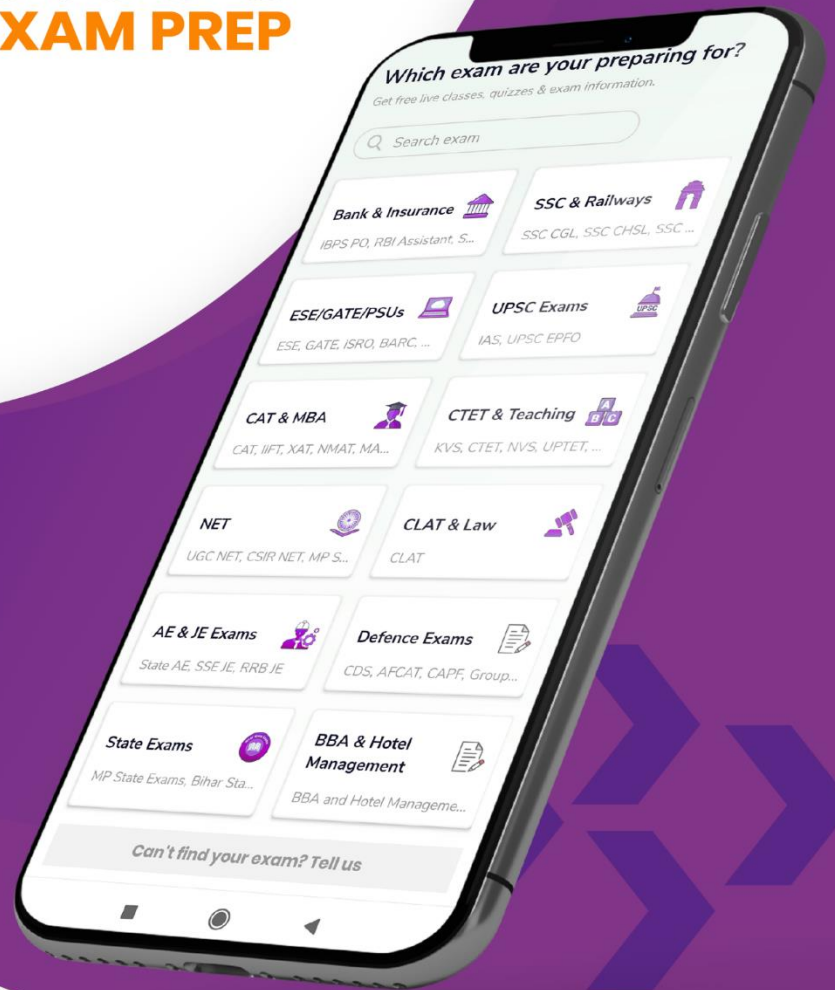 XAM PREP
Which exam are your preparing for?
Get free live classes, quizzes & exam information.
Search exam
Bank & Insurance
IBPS PO, RBI Assistant, S...
SSC & Railways
SSC CGL, SSC CHSL, SSC ...
ESE/GATE/PSUs
ESE, GATE, ISRO, BARC, ...
UPSC Exams
UPSC
IAS, UPSC EPFO
CAT & MBA
CAT, IIFT, XAT, NMAT, MA...
CTET & Teaching
A
B C
KVS, CTET, NVS, UPTET, ...
NET
UGC NET, CSIR NET, MP S...
CLAT & Law
CLAT
AE & JE Exams
State AE, SSE JE, RRB JE
Defence Exams
CDS, AFCAT, CAPF, Group...
State Exams
MP State Exams, Bihar Sta...
BBA & Hotel
Management
BBA and Hotel Manageme...
Can't find your exam? Tell us